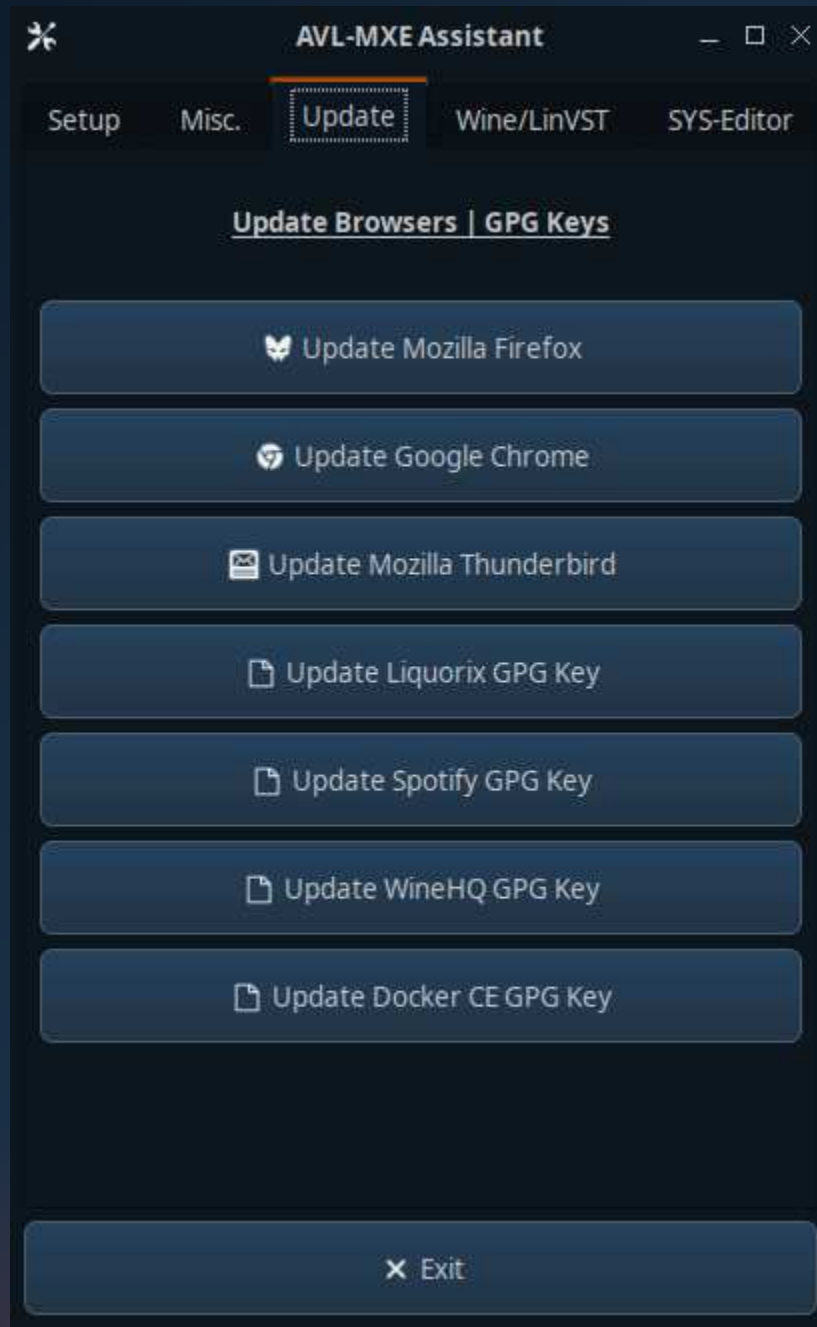 AVL-MXE Assistant
Setup Misc. Update Wine/LinVST SYS-Editor
Update Browsers | GPG Keys
Update Mozilla Firefox
Update Google Chrome
Update Mozilla Thunderbird
Update Liquorix GPG Key
Update Spotify GPG Key
Update WineHQ GPG Key
Update Docker CE GPG Key
Exit